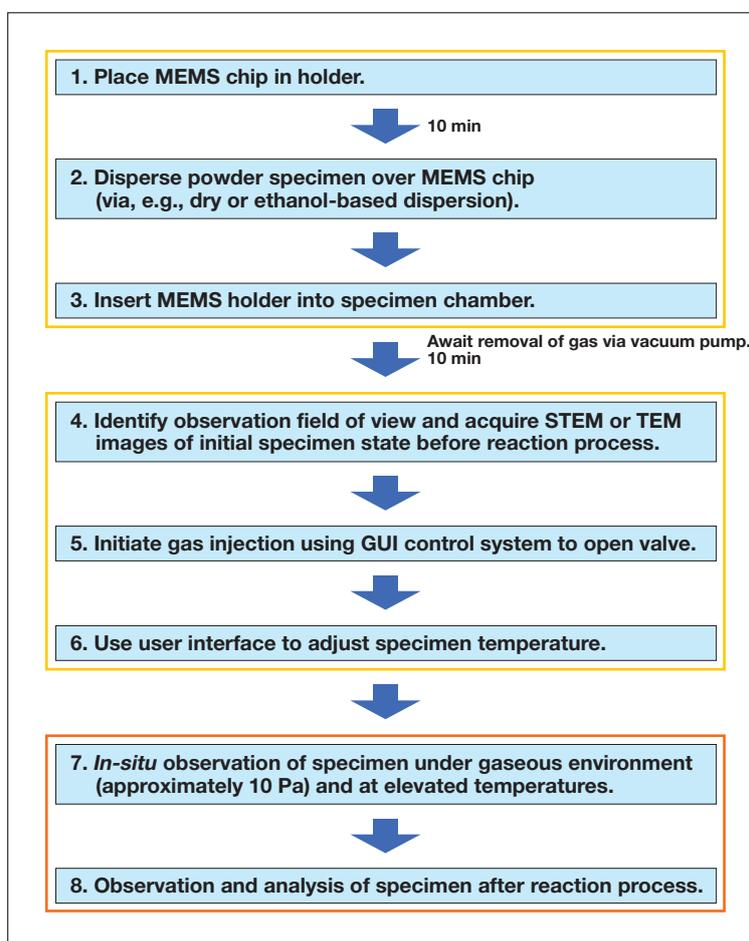 1. Place MEMS chip in holder.
10 min
2. Disperse powder specimen over MEMS chip
(via, e.g., dry or ethanol-based dispersion).
3. Insert MEMS holder into specimen chamber.
Await removal of gas via vacuum pump.
10 min
4. Identify observation field of view and acquire STEM or TEM
images of initial specimen state before reaction process.
5. Initiate gas injection using GUI control system to open valve.
6. Use user interface to adjust specimen temperature.
7. In-situ observation of specimen under gaseous environment
(approximately 10 Pa) and at elevated temperatures.
8. Observation and analysis of specimen after reaction process.